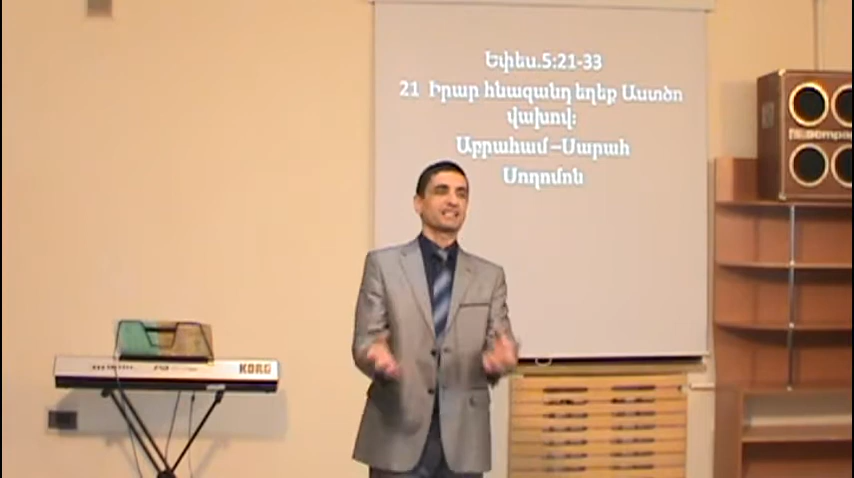 Եփես.5:21-33
21 Իրար հնազանդ եղեք Աստծո
վախով:
Աբրահամ –Սարահ
Սողոմոն
KORG